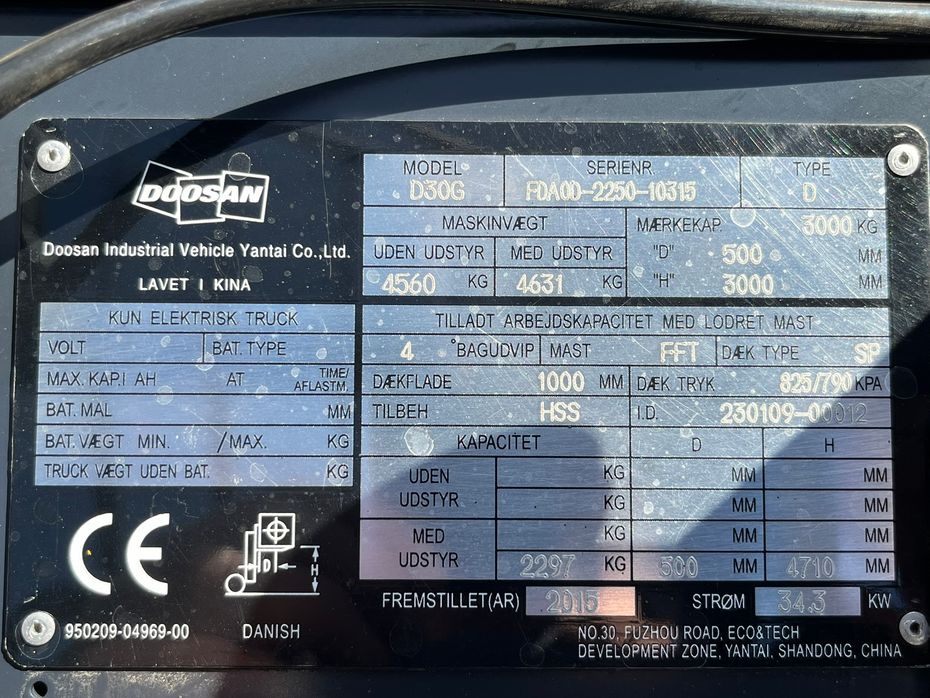 DOOSAN
Doosan Industrial Vehicle Yantai Co.,Ltd.
LAVET I KINA
KUN ELEKTRISK TRUCK
VOLT BAT. TYPE
MAX. KAP.I AH AT TIME/AFLASTM.
BAT. MAL MM
BAT. VÆGT MIN. /MAX. KG
TRUCK VÆGT UDEN BAT. KG
MODEL SERIENR. TYPE
D30G FDA0D-2250-10315 D
MASKINVÆGT MÆRKEKAP. 3000 KG
UDEN UDSTYR MED UDSTYR "D" 500 MM
4560 KG 4631 KG "H" 3000 MM
TILLADT ARBEJDSKAPACITET MED LODRET MAST
4 °BAGUDVIP MAST FFT DÆK TYPE SP
DÆKFLADE 1000 MM DÆK TRYK 825/790 KPA
TILBEH HSS I.D. 230109-00012
KAPACITET D H
UDEN UDSTYR KG MM MM
KG MM MM
MED UDSTYR KG MM MM
2297 KG 500 MM 4710 MM
FREMSTILLET(AR) 2015 STRØM 34.3 KW
CE
D
H
950209-04969-00 DANISH
NO.30, FUZHOU ROAD, ECO&TECH
DEVELOPMENT ZONE, YANTAI, SHANDONG, CHINA